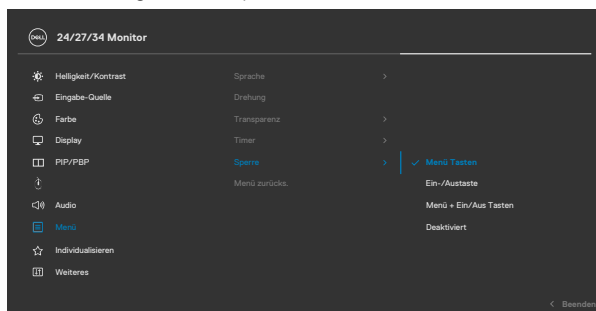 DELL
24/27/34 Monitor
Helligkeit/Kontrast
Eingabe-Quelle
Farbe
Display
PIP/PBP
Audio
Menü
Individualisieren
Weiteres
Sprache
Drehung
Transparenz
Timer
Sperre
Menü zurücks.
Menü Tasten
Ein-/Austaste
Menü + Ein/Aus Tasten
Deaktiviert
Beenden